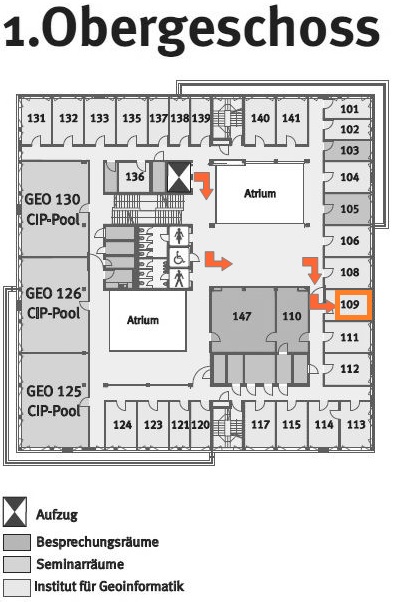 1.Obergeschoss
131 132 133 135 137 138 139 140 141 101
102
103
136 104
GEO 130
CIP-Pool
Atrium
105
106
GEO 126
CIP-Pool
108
109
Atrium
147 110
111
112
GEO 125
CIP-Pool
124 123 121 120 117 115 114 113
Aufzug
Besprechungsräume
Seminarräume
Institut für Geoinformatik